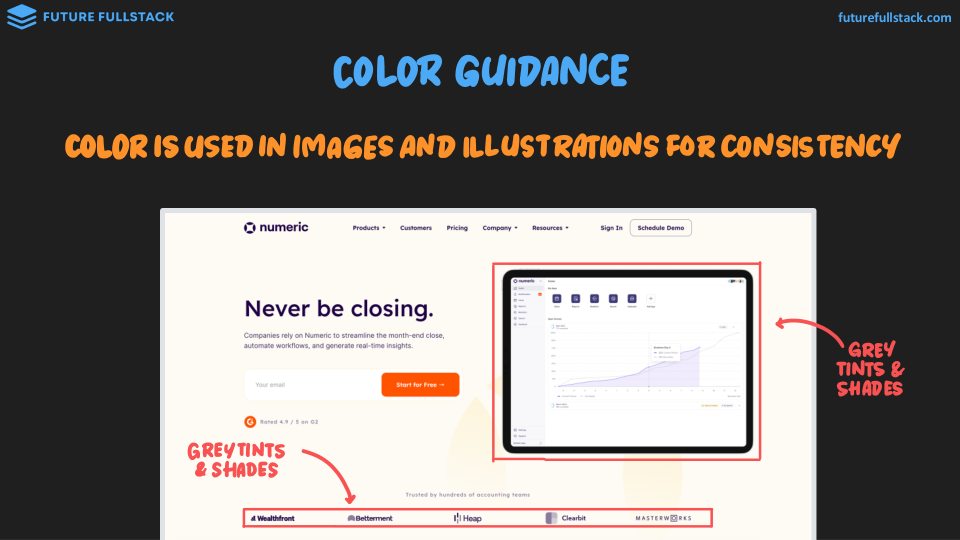 FUTURE FULLSTACK
futurefullstack.com
COLOR GUIDANCE
COLOR IS USED IN IMAGES AND ILLUSTRATIONS FOR CONSISTENCY
numeric
Products
Customers
Pricing
Company
Resources
Sign In
Schedule Demo
Never be closing.
Companies rely on Numeric to streamline the month-end close,
automate workflows, and generate real-time insights.
Your email
Start for Free →
Rated 4.9 / 5 on G2
numeric
GREY
TINTS &
SHADES
GREY TINTS
& SHADES
Trusted by hundreds of accounting teams
Wealthfront
Betterment
Heap
Clearbit
MASTERWORKS